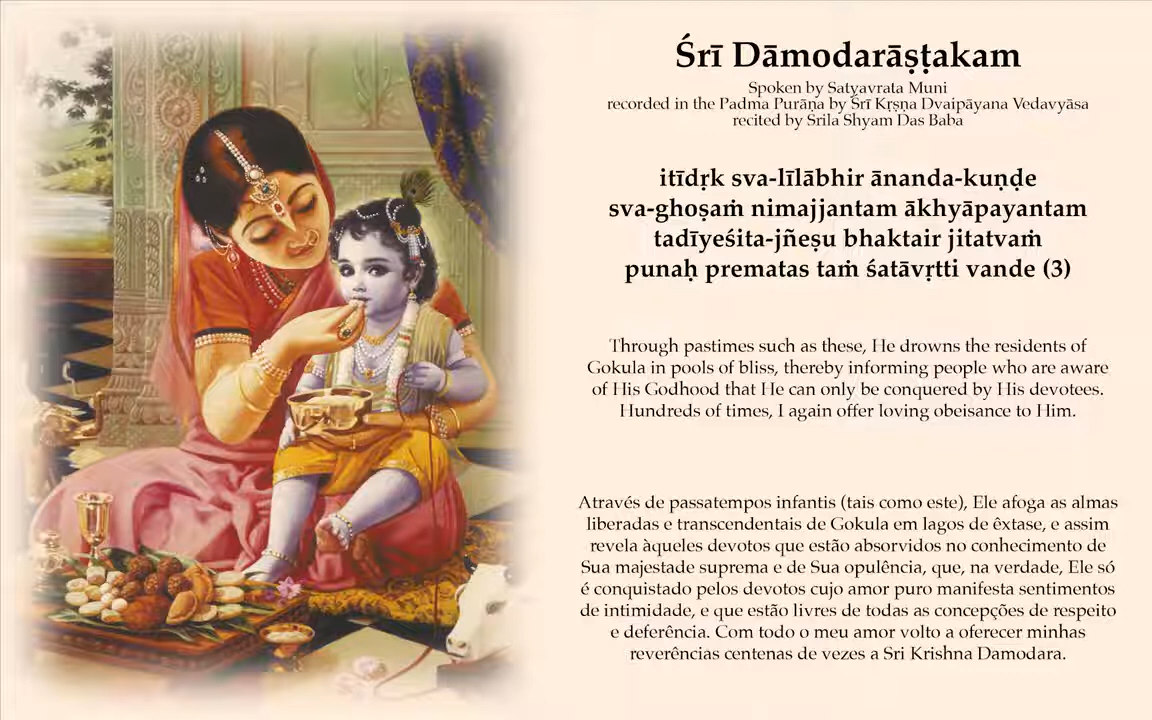 Śrī Dāmodarāṣṭakam
Spoken by Satyavrata Muni
recorded in the Padma Purāṇa by Śrī Kṛṣṇa Dvaipāyana Vedavyāsa
recited by Srila Shyam Das Baba
itīdṛk sva-līlābhir ānanda-kuṇḍe
sva-ghoṣaṁ nimajjantam ākhyāpayantam
tadīyeśita-jñeṣu bhaktair jitatvaṁ
punaḥ prematas taṁ śatāvṛtti vande (3)
Through pastimes such as these, He drowns the residents of
Gokula in pools of bliss, thereby informing people who are aware
of His Godhood that He can only be conquered by His devotees.
Hundreds of times, I again offer loving obeisance to Him.
Através de passatempos infantis (tais como este), Ele afoga as almas
liberadas e transcendentais de Gokula em lagos de êxtase, e assim
revela àqueles devotos que estão absorvidos no conhecimento de
Sua majestade suprema e de Sua opulência, que, na verdade, Ele só
é conquistado pelos devotos cujo amor puro manifesta sentimentos
de intimidade, e que estão livres de todas as concepções de respeito
e deferência. Com todo o meu amor volto a oferecer minhas
reverências centenas de vezes a Sri Krishna Damodara.